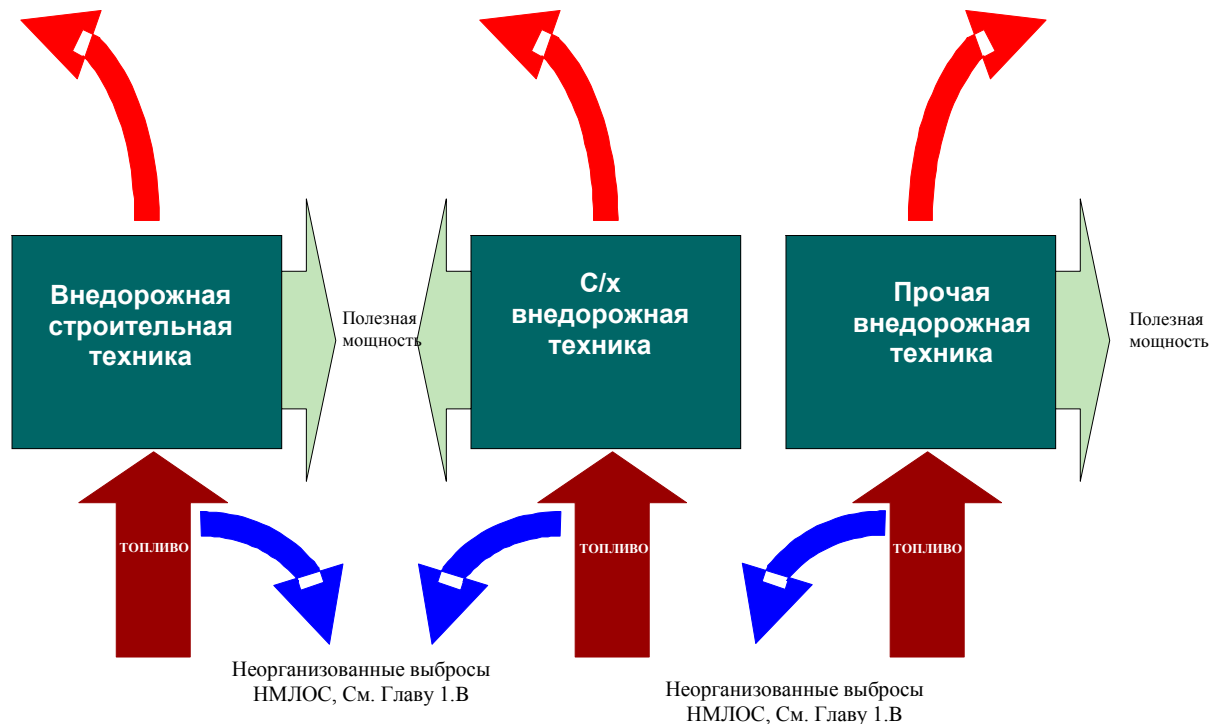 Внедорожная
строительная
техника
Полезная
мощность
С/х
внедорожная
техника
Прочая
внедорожная
техника
Полезная
мощность
ТОПЛИВО
ТОПЛИВО
ТОПЛИВО
Неорганизованные выбросы
НМЛОС, См. Главу 1.В
Неорганизованные выбросы
НМЛОС, См. Главу 1.В